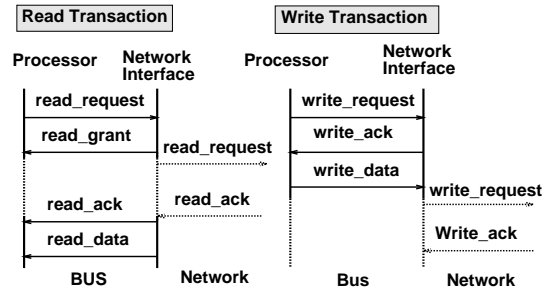 Read Transaction
Write Transaction
Processor
Network
Interface
Processor
Network
Interface
read_request
read_grant
read_request
read_ack
read_ack
read_data
BUS
Network
write_request
write_ack
write_data
write_request
Write_ack
Bus
Network